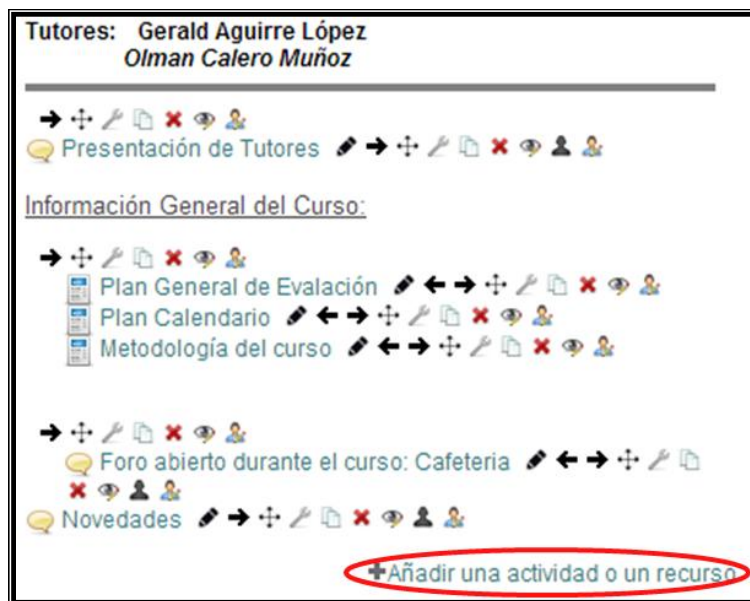 Tutores: Gerald Aguirre López
Olman Calero Muñoz
Presentación de Tutores
Información General del Curso:
Plan General de Evalación
Plan Calendario
Metodología del curso
Foro abierto durante el curso: Cafeteria
Novedades
+Añadir una actividad o un recurso